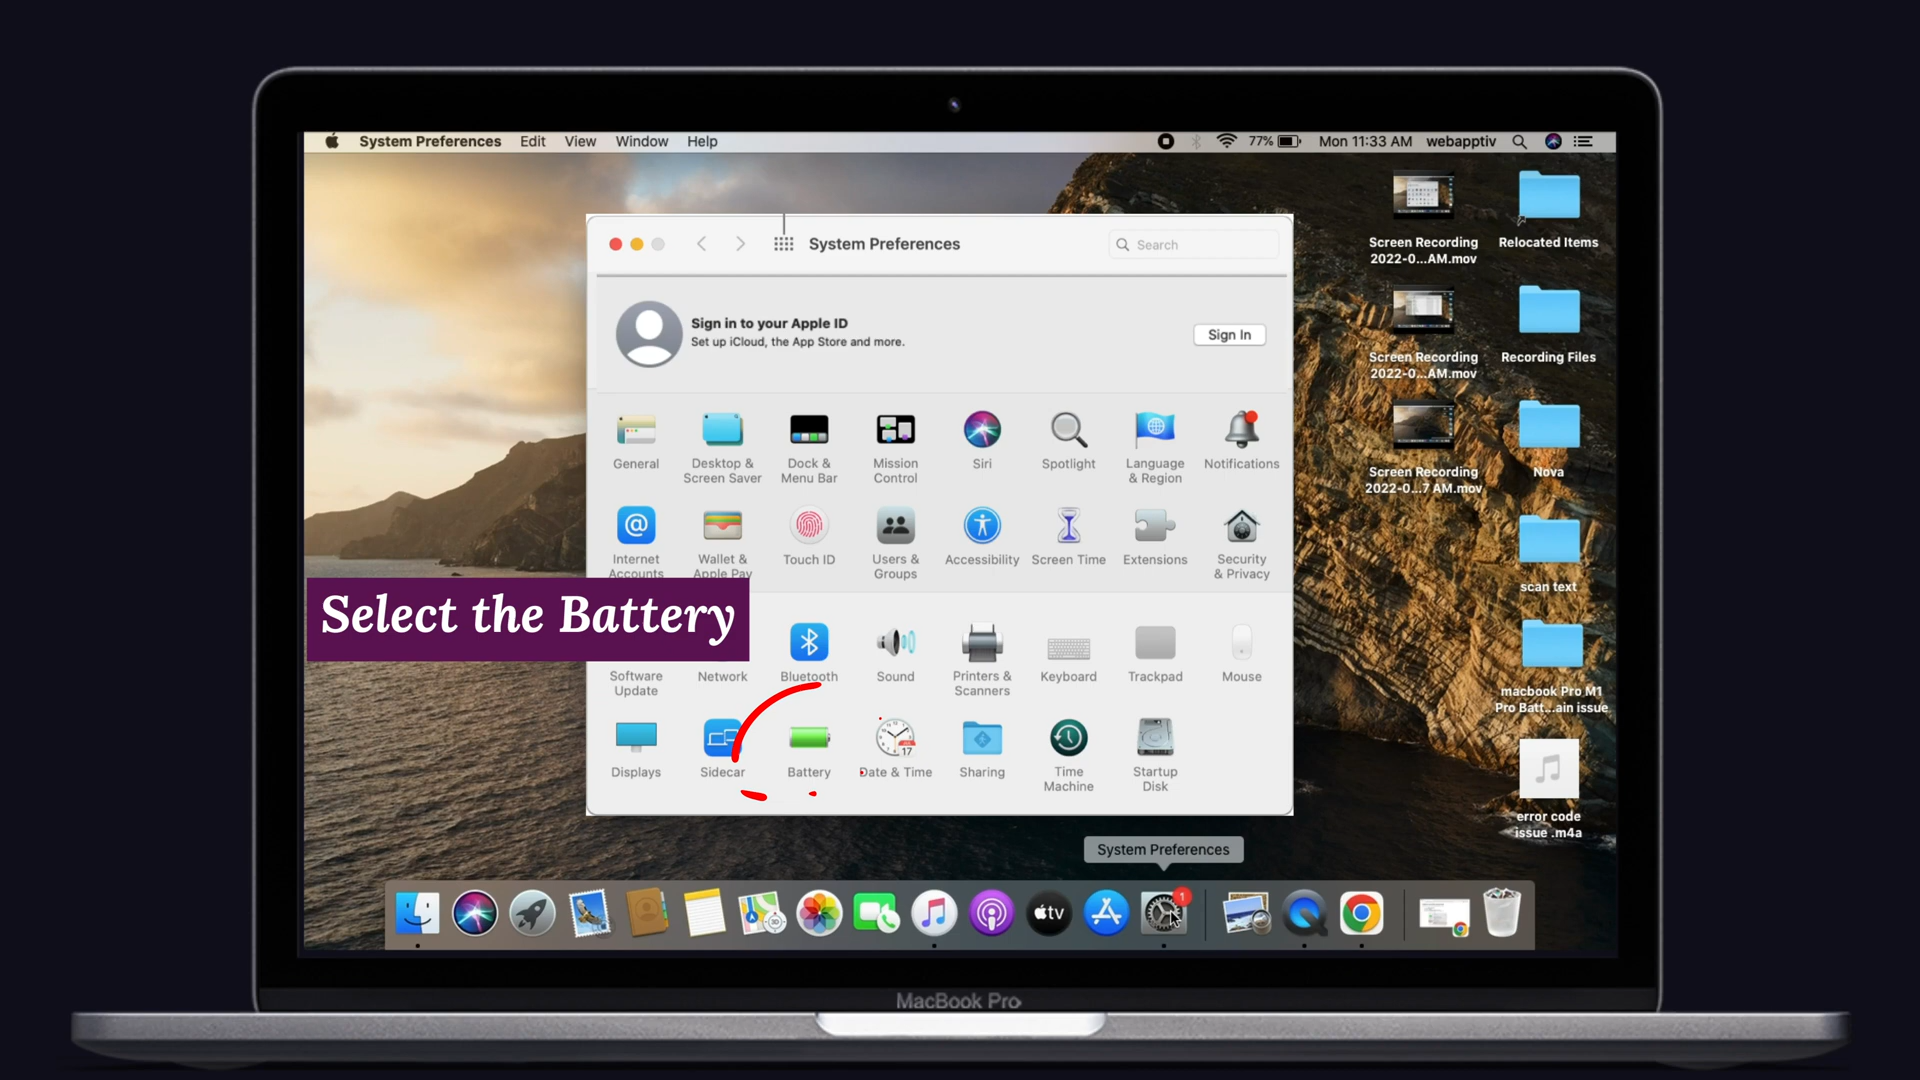 System Preferences Edit View Window Help
77% Mon 11:33 AM webapptiv
System Preferences
Search
Sign in to your Apple ID
Set up iCloud, the App Store and more.
Sign In
General
Desktop &
Screen Saver
Dock &
Menu Bar
Mission
Control
Siri
Spotlight
Language
& Region
Notifications
Internet
Accounts
Wallet &
Apple Pay
Touch ID
Users &
Groups
Accessibility
Screen Time
Extensions
Security
& Privacy
Select the Battery
Software
Update
Network
Bluetooth
Sound
Printers &
Scanners
Keyboard
Trackpad
Mouse
Displays
Sidecar
Battery
Date & Time
Sharing
Time
Machine
Startup
Disk
Screen Recording
2022-0...AM.mov
Relocated Items
Screen Recording
2022-0...AM.mov
Recording Files
Screen Recording
2022-0...7 AM.mov
Nova
scan text
macbook Pro M1
Pro Batt...ain issue
error code
issue .m4a
System Preferences
tv
1
MacBook Pro